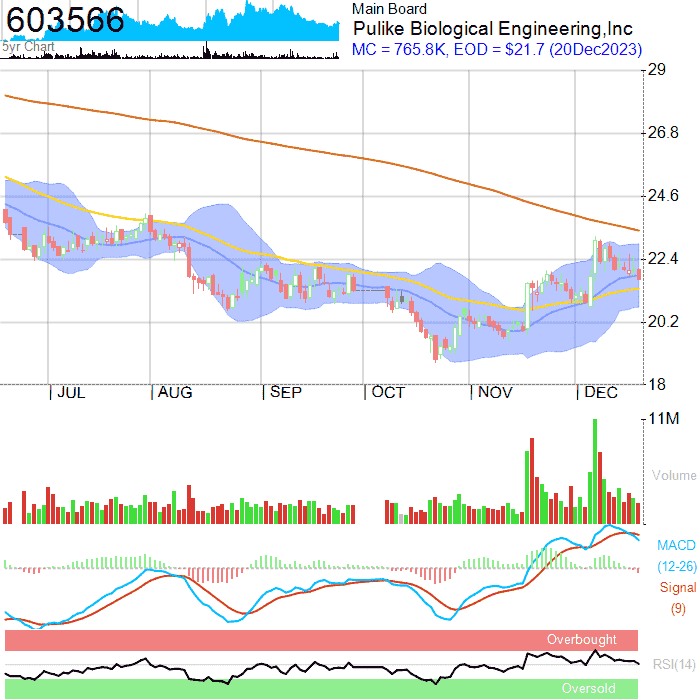 603566
5yr Chart
Main Board
Pulike Biological Engineering,Inc
MC = 765.8K, EOD = $21.7 (20Dec2023)
29
26.8
24.6
22.4
20.2
18
JUL AUG SEP OCT NOV DEC
11M
Volume
MACD
(12-26)
Signal
(9)
Overbought
RSI(14)
Oversold